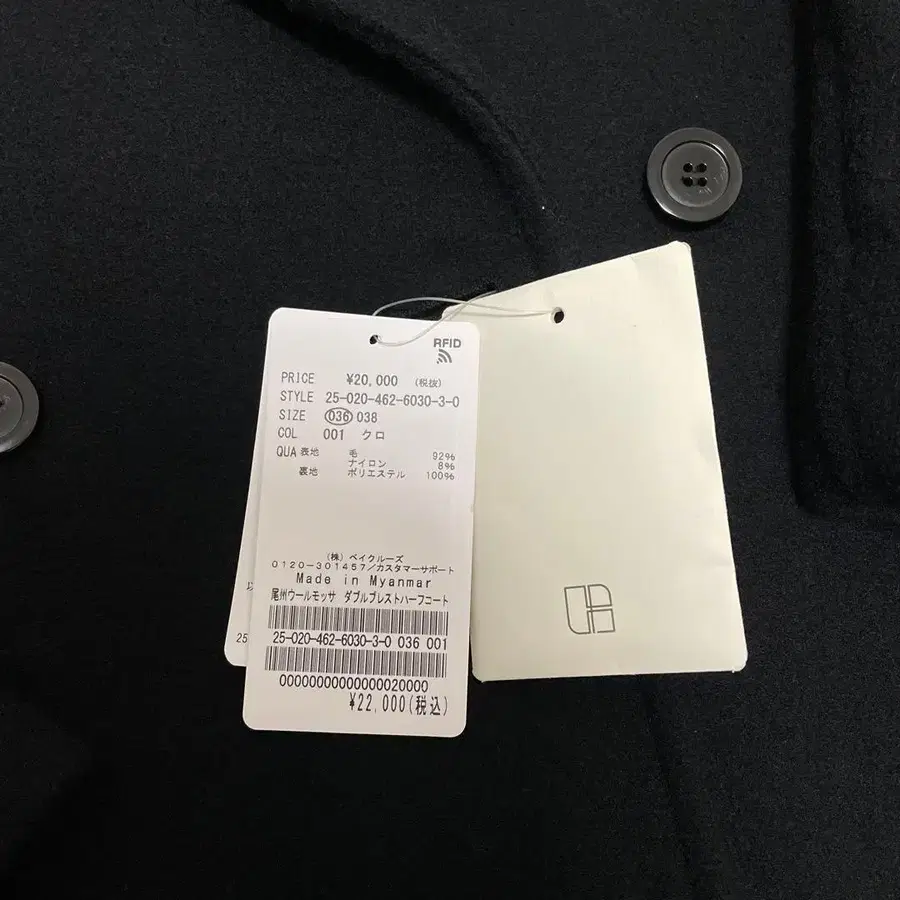 RFID
PRICE ¥20,000 (税抜)
STYLE 25-020-462-6030-3-0
SIZE 036 038
COL 001 クロ
QUA 表地 毛 92%
ナイロン 8%
裏地 ポリエステル 100%
(株) ベイクルーズ
0120-301457/カスタマーサポート
Made in Myanmar
尾州ウールモッサ ダブルブレストハーフコート
25-020-462-6030-3-0 036 001
00000000000000020000
¥22,000(税込)
25